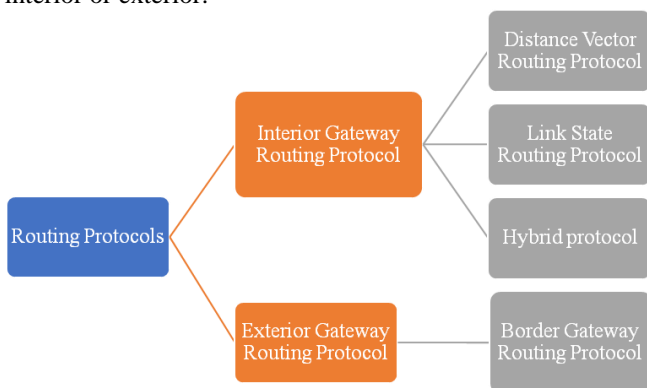 interior or exterior.
Distance Vector
Routing Protocol
Interior Gateway
Routing Protocol
Link State
Routing Protocol
Routing Protocols
Hybrid protocol
Exterior Gateway
Routing Protocol
Border Gateway
Routing Protocol